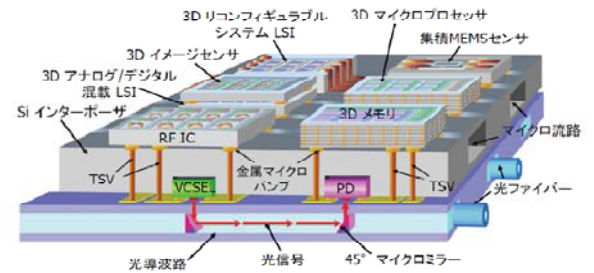 3D リコンフィギュラブル
システム LSI
3D マイクロプロセッサ
3D イメージセンサ
集積MEMSセンサ
3D アナログ/デジタル
混載 LSI
Si インターポーザ
3D メモリ
RF IC
マイクロ流路
TSV
VCSE
金属マイクロ
バンプ
PD
TSV
光ファイバー
光導波路
光信号
45° マイクロミラー